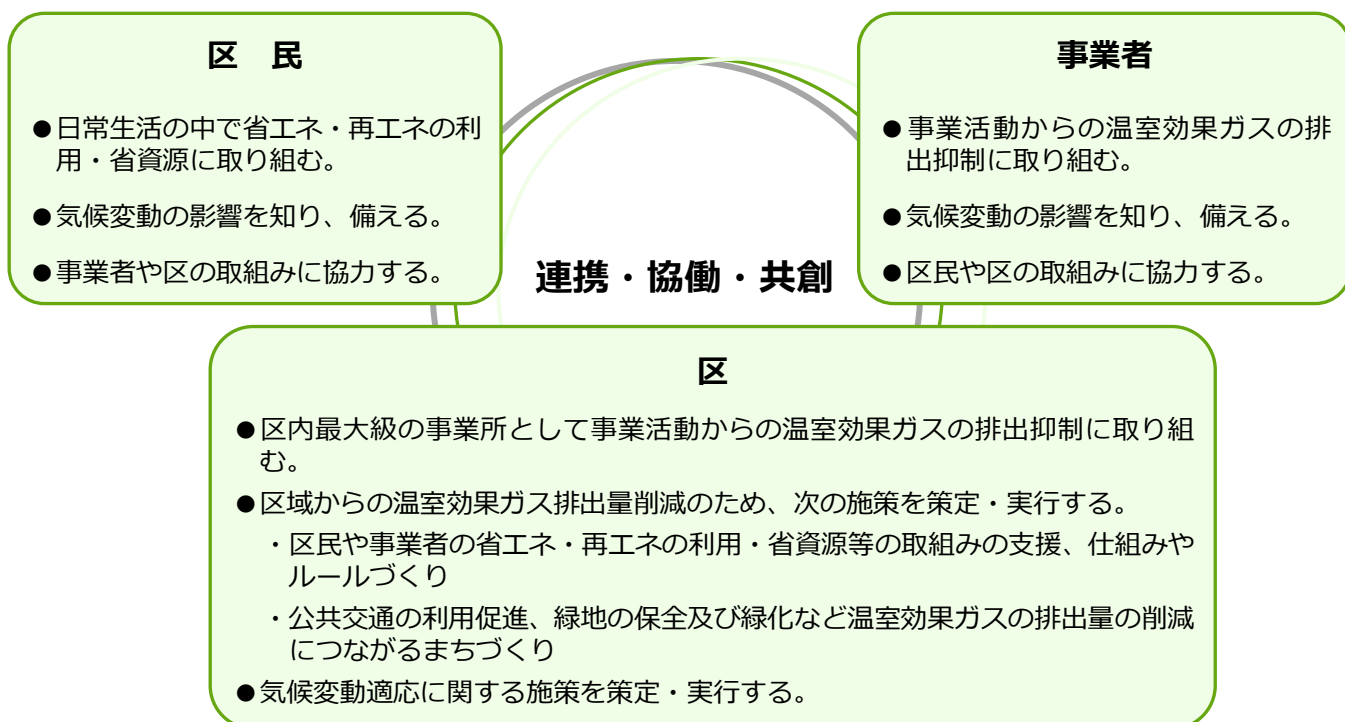 区　民
●日常生活の中で省エネ・再エネの利
用・省資源に取り組む。
●気候変動の影響を知り、備える。
●事業者や区の取組みに協力する。
事業者
●事業活動からの温室効果ガスの排
出抑制に取り組む。
●気候変動の影響を知り、備える。
●区民や区の取組みに協力する。
連携・協働・共創
区
●区内最大級の事業所として事業活動からの温室効果ガスの排出抑制に取り組
む。
●区域からの温室効果ガス排出量削減のため、次の施策を策定・実行する。
・区民や事業者の省エネ・再エネの利用・省資源等の取組みの支援、仕組みや
ルールづくり
・公共交通の利用促進、緑地の保全及び緑化など温室効果ガスの排出量の削減
につながるまちづくり
●気候変動適応に関する施策を策定・実行する。